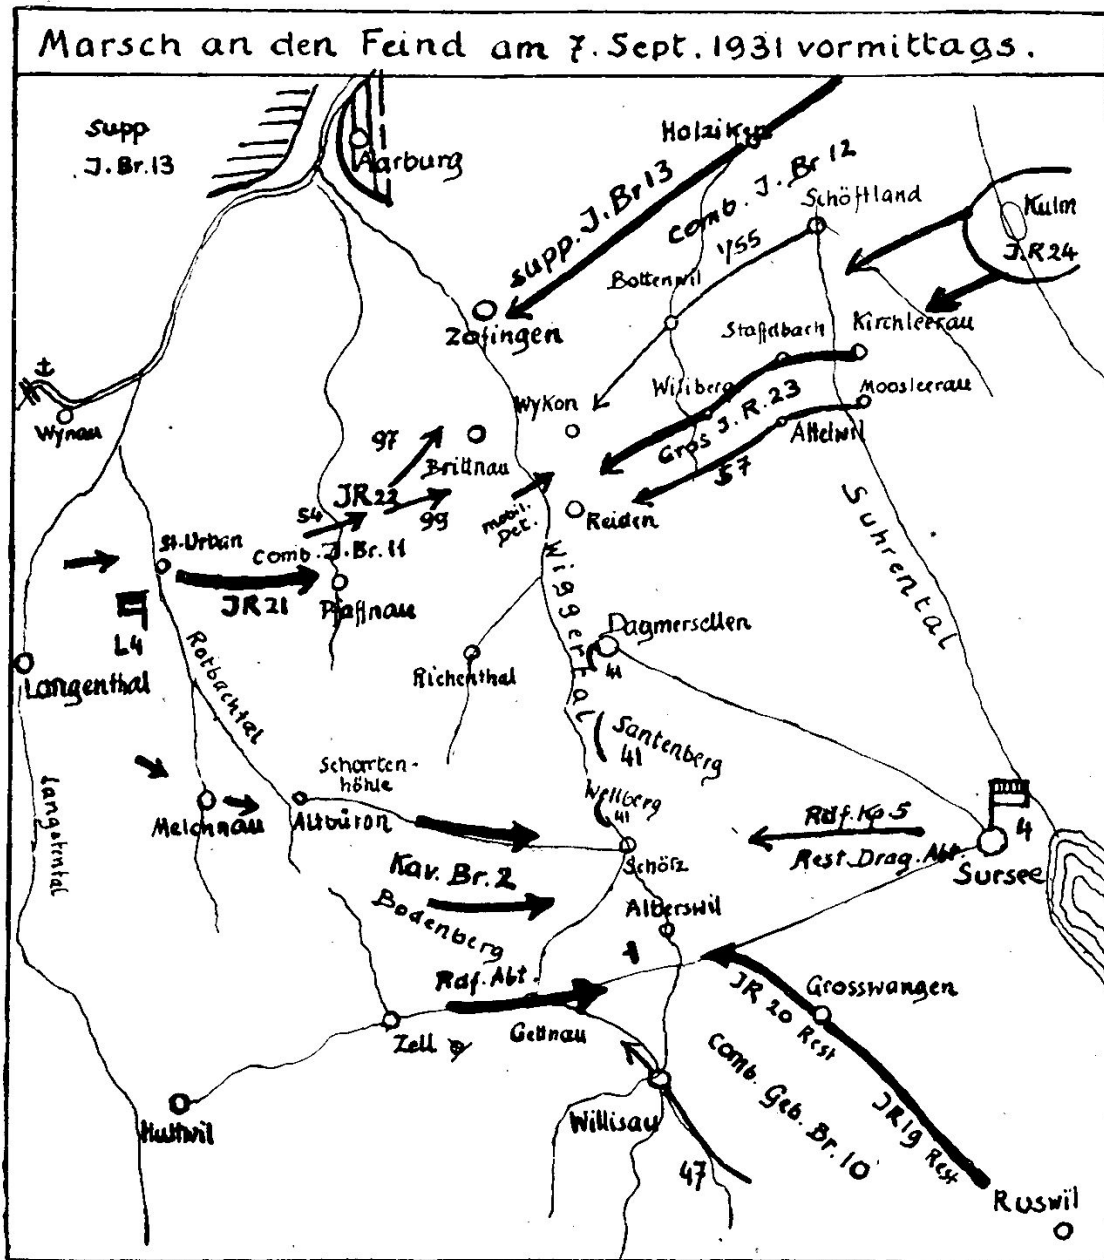 Marsch an den Feind am 7. Sept. 1931 vormittags.
supp
J. Br. 13
Aarburg
Holziken
supp. J. Br 13
comb. J. Br 12
Schöftland
Kulm
J.R 24
1/55
Bottenwil
Zofingen
Staffelbach
Kirchleerau
Wiliberg
Moosleerau
Wykon
Gros J. R. 23
Attelwil
57
Wynau
97
Brittnau
JR 22
54
99
mobil.
Det.
Reiden
Suhrental
St. Urban
comb. J. Br. 11
JR 21
Pfaffnau
Wiggertal
L4
Langenthal
Rotbachtal
Dagmersellen
41
Richenthal
Santenberg
41
Scharten-
höhle
Wellberg
41
Langetental
Melchnau
Altbüron
Rdf. Kp 5
Rest. Drag. Abt.
4
Sursee
Schötz
Kav. Br. 2
Bodenberg
Alberswil
Rdf. Abt.
JR 20 Rest
Grosswangen
Zell
Gettnau
comb. Geb. Br. 10
JR 19 Rest
Huttwil
Willisau
47
Ruswil